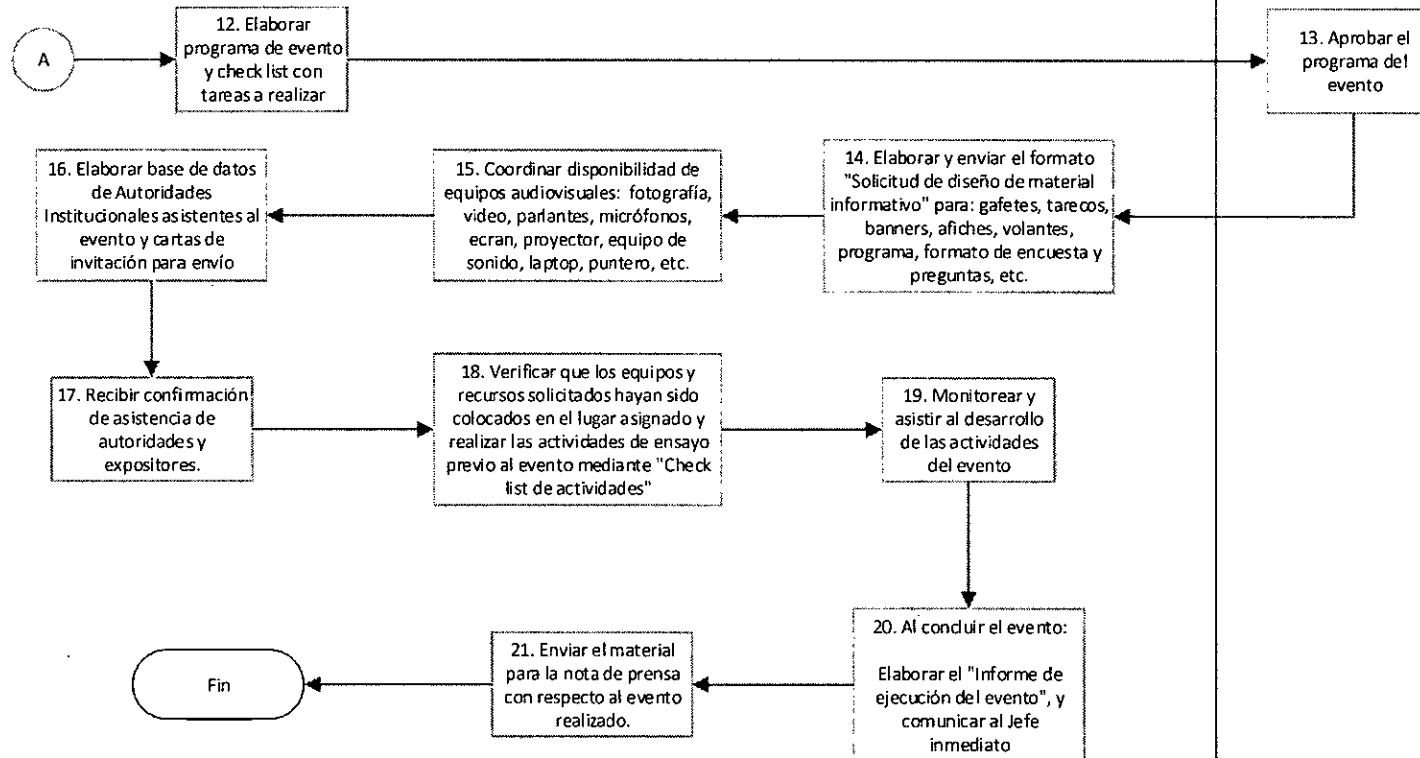 A
12. Elaborar
programa de evento
y check list con
tareas a realizar
13. Aprobar el
programa del
evento
14. Elaborar y enviar el formato
"Solicitud de diseño de material
informativo" para: gafetes, tarecos,
banners, afiches, volantes,
programa, formato de encuesta y
preguntas, etc.
15. Coordinar disponibilidad de
equipos audiovisuales: fotografía,
video, parlantes, micrófonos,
ecran, proyector, equipo de
sonido, laptop, puntero, etc.
16. Elaborar base de datos
de Autoridades
Institucionales asistentes al
evento y cartas de
invitación para envío
17. Recibir confirmación
de asistencia de
autoridades y
expositores.
18. Verificar que los equipos y
recursos solicitados hayan sido
colocados en el lugar asignado y
realizar las actividades de ensayo
previo al evento mediante "Check
list de actividades"
19. Monitorear y
asistir al desarrollo
de las actividades
del evento
20. Al concluir el evento:
Elaborar el "Informe de
ejecución del evento", y
comunicar al Jefe
inmediato
21. Enviar el material
para la nota de prensa
con respecto al evento
realizado.
Fin